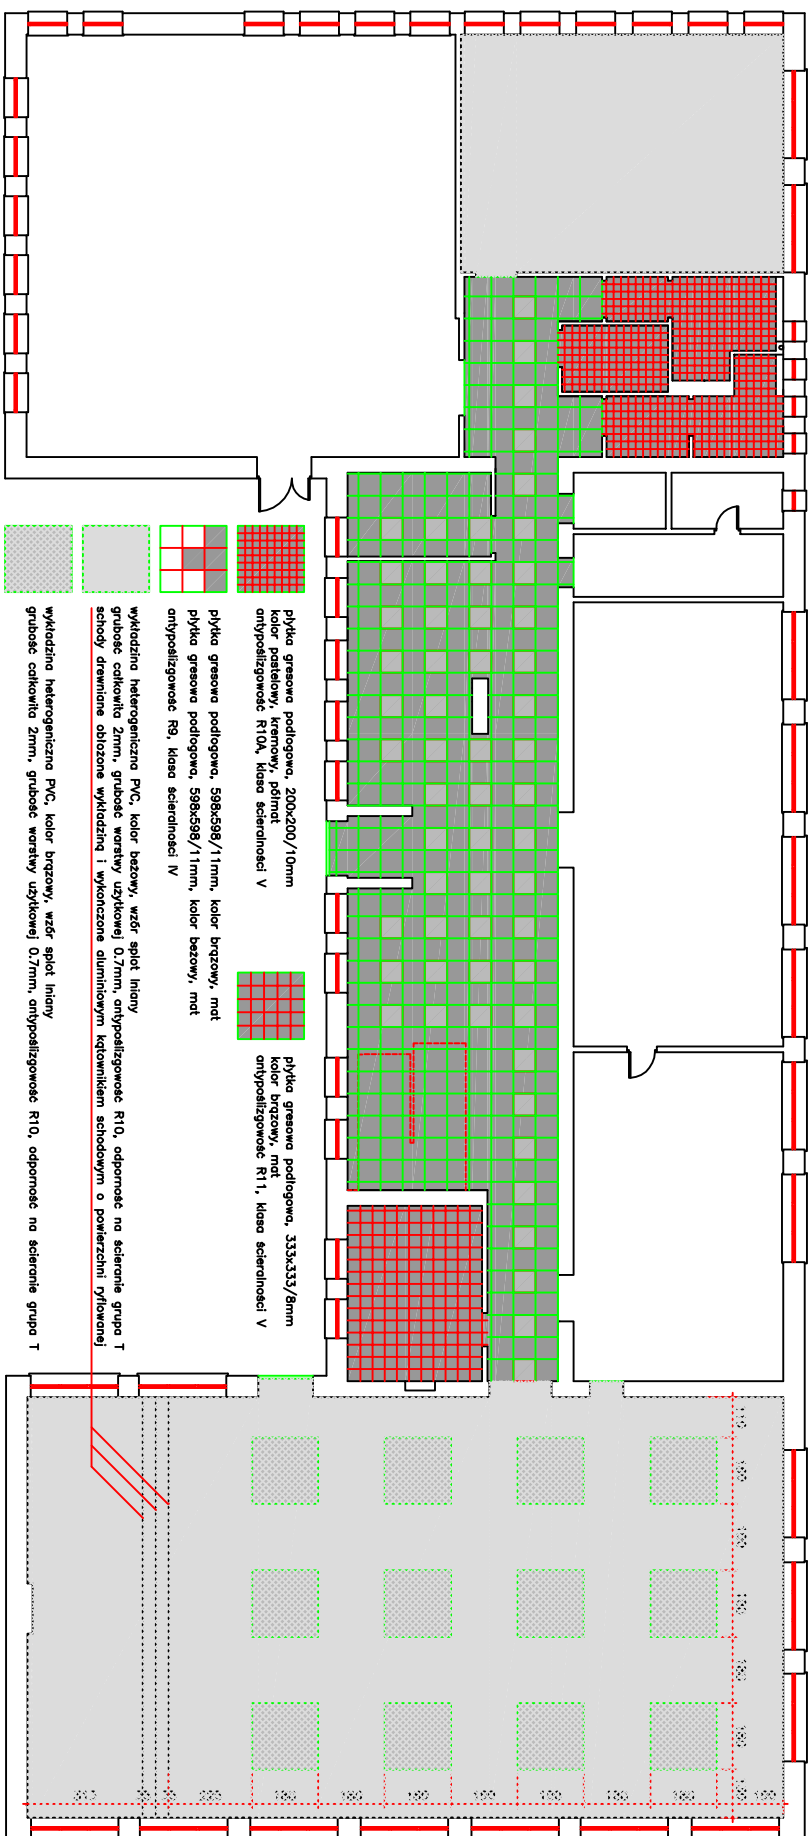 płytka gresowa podłogowa, 200x200/10mm
kolor pastelowy, kremowy, półmat
antypoślizgowość R10A, klasa ścieralności V
płytka gresowa podłogowa, 333x333/8mm
kolor brązowy, mat
antypoślizgowość R11, klasa ścieralności V
płytka gresowa podłogowa, 598x598/11mm, kolor brązowy, mat
płytka gresowa podłogowa, 598x598/11mm, kolor beżowy, mat
antypoślizgowość R9, klasa ścieralności IV
wykładzina heterogeniczna PVC, kolor beżowy, wzór splot lniany
grubość całkowita 2mm, grubość warstwy użytkowej 0.7mm, antypoślizgowość R10, odporność na ścieranie grupa T
schody drewniane obłożone wykładziną i wykończone aluminiowym kątownikiem schodowym o powierzchni ryflowanej
wykładzina heterogeniczna PVC, kolor brązowy, wzór splot lniany
grubość całkowita 2mm, grubość warstwy użytkowej 0.7mm, antypoślizgowość R10, odporność na ścieranie grupa T